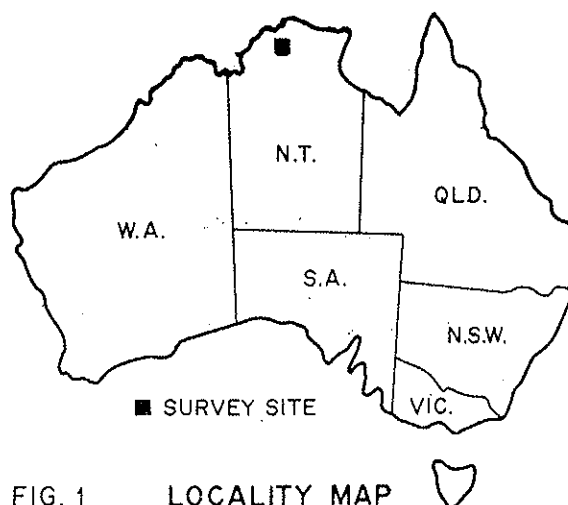 N.T.
QLD.
W.A.
S.A.
N.S.W.
VIC.
SURVEY SITE
FIG. 1 LOCALITY MAP